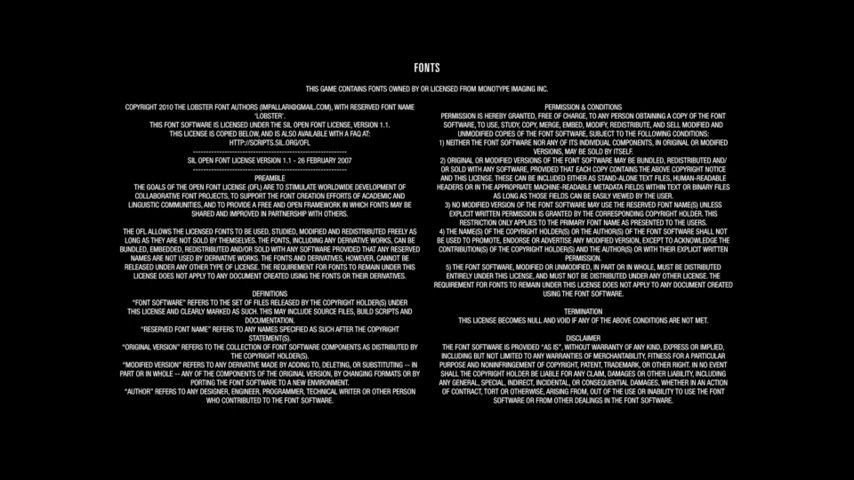 FONTS
THIS GAME CONTAINS FONTS OWNED BY OR LICENSED FROM MONOTYPE IMAGING INC.
COPYRIGHT 2010 THE LOBSTER FONT AUTHORS (IMPALLARI@GMAIL.COM), WITH RESERVED FONT NAME
'LOBSTER'.
THIS FONT SOFTWARE IS LICENSED UNDER THE SIL OPEN FONT LICENSE, VERSION 1.1.
THIS LICENSE IS COPIED BELOW, AND IS ALSO AVAILABLE WITH A FAQ AT:
HTTP://SCRIPTS.SIL.ORG/OFL
-----------------------------------------------------------
SIL OPEN FONT LICENSE VERSION 1.1 - 26 FEBRUARY 2007
-----------------------------------------------------------
PREAMBLE
THE GOALS OF THE OPEN FONT LICENSE (OFL) ARE TO STIMULATE WORLDWIDE DEVELOPMENT OF
COLLABORATIVE FONT PROJECTS, TO SUPPORT THE FONT CREATION EFFORTS OF ACADEMIC AND
LINGUISTIC COMMUNITIES, AND TO PROVIDE A FREE AND OPEN FRAMEWORK IN WHICH FONTS MAY BE
SHARED AND IMPROVED IN PARTNERSHIP WITH OTHERS.
THE OFL ALLOWS THE LICENSED FONTS TO BE USED, STUDIED, MODIFIED AND REDISTRIBUTED FREELY AS
LONG AS THEY ARE NOT SOLD BY THEMSELVES. THE FONTS, INCLUDING ANY DERIVATIVE WORKS, CAN BE
BUNDLED, EMBEDDED, REDISTRIBUTED AND/OR SOLD WITH ANY SOFTWARE PROVIDED THAT ANY RESERVED
NAMES ARE NOT USED BY DERIVATIVE WORKS. THE FONTS AND DERIVATIVES, HOWEVER, CANNOT BE
RELEASED UNDER ANY OTHER TYPE OF LICENSE. THE REQUIREMENT FOR FONTS TO REMAIN UNDER THIS
LICENSE DOES NOT APPLY TO ANY DOCUMENT CREATED USING THE FONTS OR THEIR DERIVATIVES.
DEFINITIONS
"FONT SOFTWARE" REFERS TO THE SET OF FILES RELEASED BY THE COPYRIGHT HOLDER(S) UNDER
THIS LICENSE AND CLEARLY MARKED AS SUCH. THIS MAY INCLUDE SOURCE FILES, BUILD SCRIPTS AND
DOCUMENTATION.
"RESERVED FONT NAME" REFERS TO ANY NAMES SPECIFIED AS SUCH AFTER THE COPYRIGHT
STATEMENT(S).
"ORIGINAL VERSION" REFERS TO THE COLLECTION OF FONT SOFTWARE COMPONENTS AS DISTRIBUTED BY
THE COPYRIGHT HOLDER(S).
"MODIFIED VERSION" REFERS TO ANY DERIVATIVE MADE BY ADDING TO, DELETING, OR SUBSTITUTING -- IN
PART OR IN WHOLE -- ANY OF THE COMPONENTS OF THE ORIGINAL VERSION, BY CHANGING FORMATS OR BY
PORTING THE FONT SOFTWARE TO A NEW ENVIRONMENT.
"AUTHOR" REFERS TO ANY DESIGNER, ENGINEER, PROGRAMMER, TECHNICAL WRITER OR OTHER PERSON
WHO CONTRIBUTED TO THE FONT SOFTWARE.
PERMISSION & CONDITIONS
PERMISSION IS HEREBY GRANTED, FREE OF CHARGE, TO ANY PERSON OBTAINING A COPY OF THE FONT
SOFTWARE, TO USE, STUDY, COPY, MERGE, EMBED, MODIFY, REDISTRIBUTE, AND SELL MODIFIED AND
UNMODIFIED COPIES OF THE FONT SOFTWARE, SUBJECT TO THE FOLLOWING CONDITIONS:
1) NEITHER THE FONT SOFTWARE NOR ANY OF ITS INDIVIDUAL COMPONENTS, IN ORIGINAL OR MODIFIED
VERSIONS, MAY BE SOLD BY ITSELF.
2) ORIGINAL OR MODIFIED VERSIONS OF THE FONT SOFTWARE MAY BE BUNDLED, REDISTRIBUTED AND/
OR SOLD WITH ANY SOFTWARE, PROVIDED THAT EACH COPY CONTAINS THE ABOVE COPYRIGHT NOTICE
AND THIS LICENSE. THESE CAN BE INCLUDED EITHER AS STAND-ALONE TEXT FILES, HUMAN-READABLE
HEADERS OR IN THE APPROPRIATE MACHINE-READABLE METADATA FIELDS WITHIN TEXT OR BINARY FILES
AS LONG AS THOSE FIELDS CAN BE EASILY VIEWED BY THE USER.
3) NO MODIFIED VERSION OF THE FONT SOFTWARE MAY USE THE RESERVED FONT NAME(S) UNLESS
EXPLICIT WRITTEN PERMISSION IS GRANTED BY THE CORRESPONDING COPYRIGHT HOLDER. THIS
RESTRICTION ONLY APPLIES TO THE PRIMARY FONT NAME AS PRESENTED TO THE USERS.
4) THE NAME(S) OF THE COPYRIGHT HOLDER(S) OR THE AUTHOR(S) OF THE FONT SOFTWARE SHALL NOT
BE USED TO PROMOTE, ENDORSE OR ADVERTISE ANY MODIFIED VERSION, EXCEPT TO ACKNOWLEDGE THE
CONTRIBUTION(S) OF THE COPYRIGHT HOLDER(S) AND THE AUTHOR(S) OR WITH THEIR EXPLICIT WRITTEN
PERMISSION.
5) THE FONT SOFTWARE, MODIFIED OR UNMODIFIED, IN PART OR IN WHOLE, MUST BE DISTRIBUTED
ENTIRELY UNDER THIS LICENSE, AND MUST NOT BE DISTRIBUTED UNDER ANY OTHER LICENSE. THE
REQUIREMENT FOR FONTS TO REMAIN UNDER THIS LICENSE DOES NOT APPLY TO ANY DOCUMENT CREATED
USING THE FONT SOFTWARE.
TERMINATION
THIS LICENSE BECOMES NULL AND VOID IF ANY OF THE ABOVE CONDITIONS ARE NOT MET.
DISCLAIMER
THE FONT SOFTWARE IS PROVIDED "AS IS", WITHOUT WARRANTY OF ANY KIND, EXPRESS OR IMPLIED,
INCLUDING BUT NOT LIMITED TO ANY WARRANTIES OF MERCHANTABILITY, FITNESS FOR A PARTICULAR
PURPOSE AND NONINFRINGEMENT OF COPYRIGHT, PATENT, TRADEMARK, OR OTHER RIGHT. IN NO EVENT
SHALL THE COPYRIGHT HOLDER BE LIABLE FOR ANY CLAIM, DAMAGES OR OTHER LIABILITY, INCLUDING
ANY GENERAL, SPECIAL, INDIRECT, INCIDENTAL, OR CONSEQUENTIAL DAMAGES, WHETHER IN AN ACTION
OF CONTRACT, TORT OR OTHERWISE, ARISING FROM, OUT OF THE USE OR INABILITY TO USE THE FONT
SOFTWARE OR FROM OTHER DEALINGS IN THE FONT SOFTWARE.